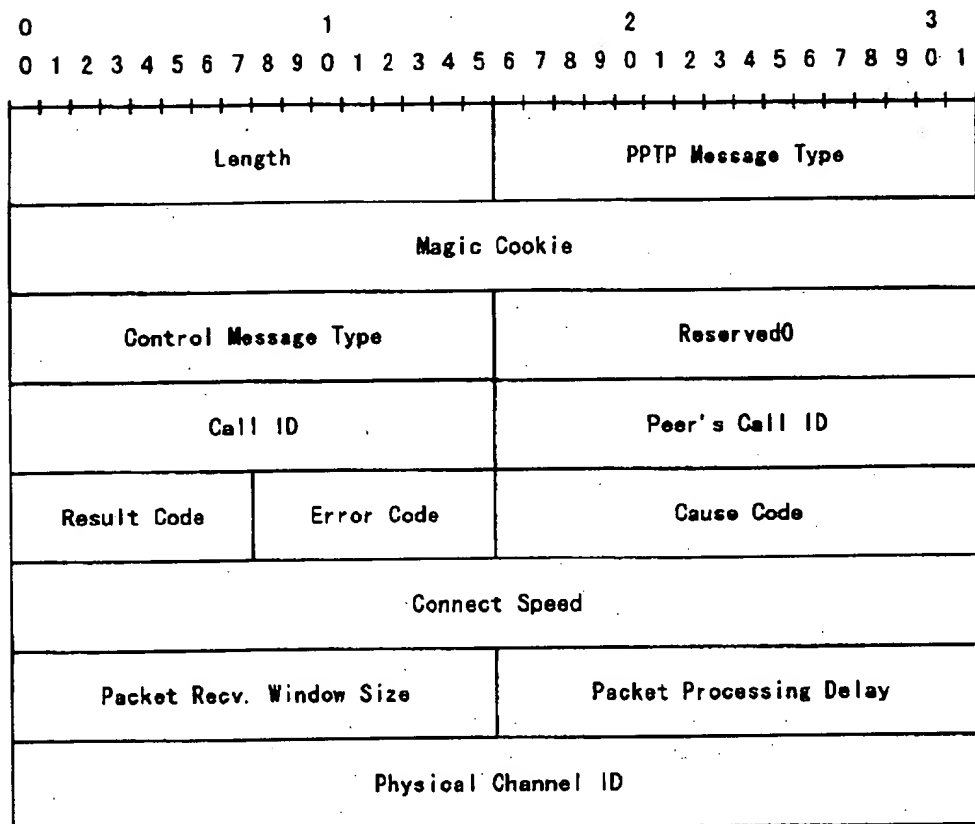 0 1 2 3
0 1 2 3 4 5 6 7 8 9 0 1 2 3 4 5 6 7 8 9 0 1 2 3 4 5 6 7 8 9 0 1
Length PPTP Message Type
Magic Cookie
Control Message Type Reserved0
Call ID Peer's Call ID
Result Code Error Code Cause Code
Connect Speed
Packet Recv. Window Size Packet Processing Delay
Physical Channel ID